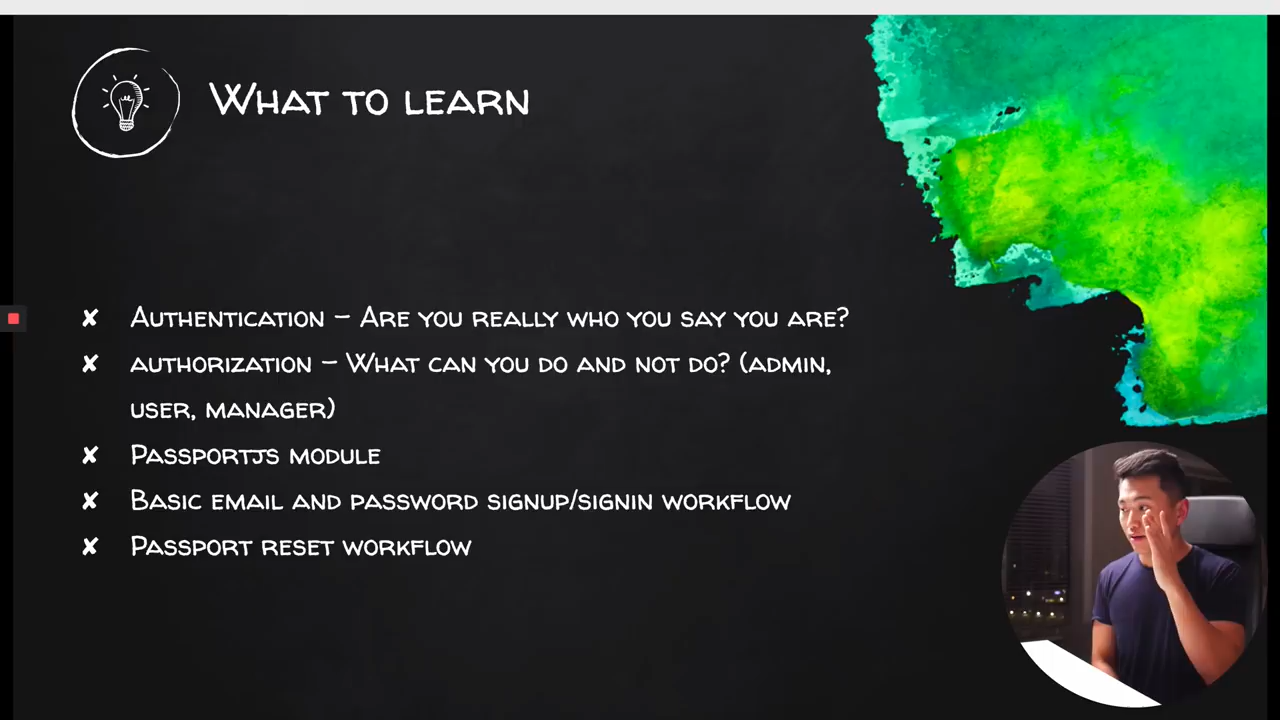 What to learn
✘ Authentication – Are you really who you say you are?
✘ authorization – What can you do and not do? (admin,
user, manager)
✘ Passportjs module
✘ Basic email and password signup/signin workflow
✘ Passport reset workflow